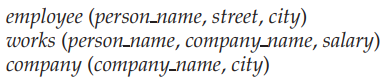 employee (person_name, street, city)
works (person_name, company_name, salary)
company (company_name, city)